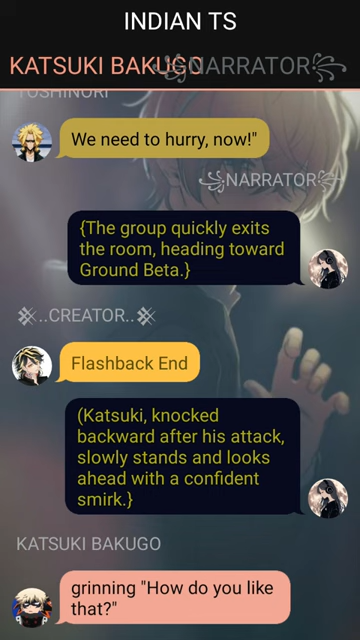 INDIAN TS
KATSUKI BAKUGO꧁NARRATOR꧂
TOSHINORI
We need to hurry, now!"
꧁NARRATOR꧂
{The group quickly exits
the room, heading toward
Ground Beta.}
..CREATOR..
Flashback End
(Katsuki, knocked
backward after his attack,
slowly stands and looks
ahead with a confident
smirk.}
KATSUKI BAKUGO
grinning "How do you like
that?"